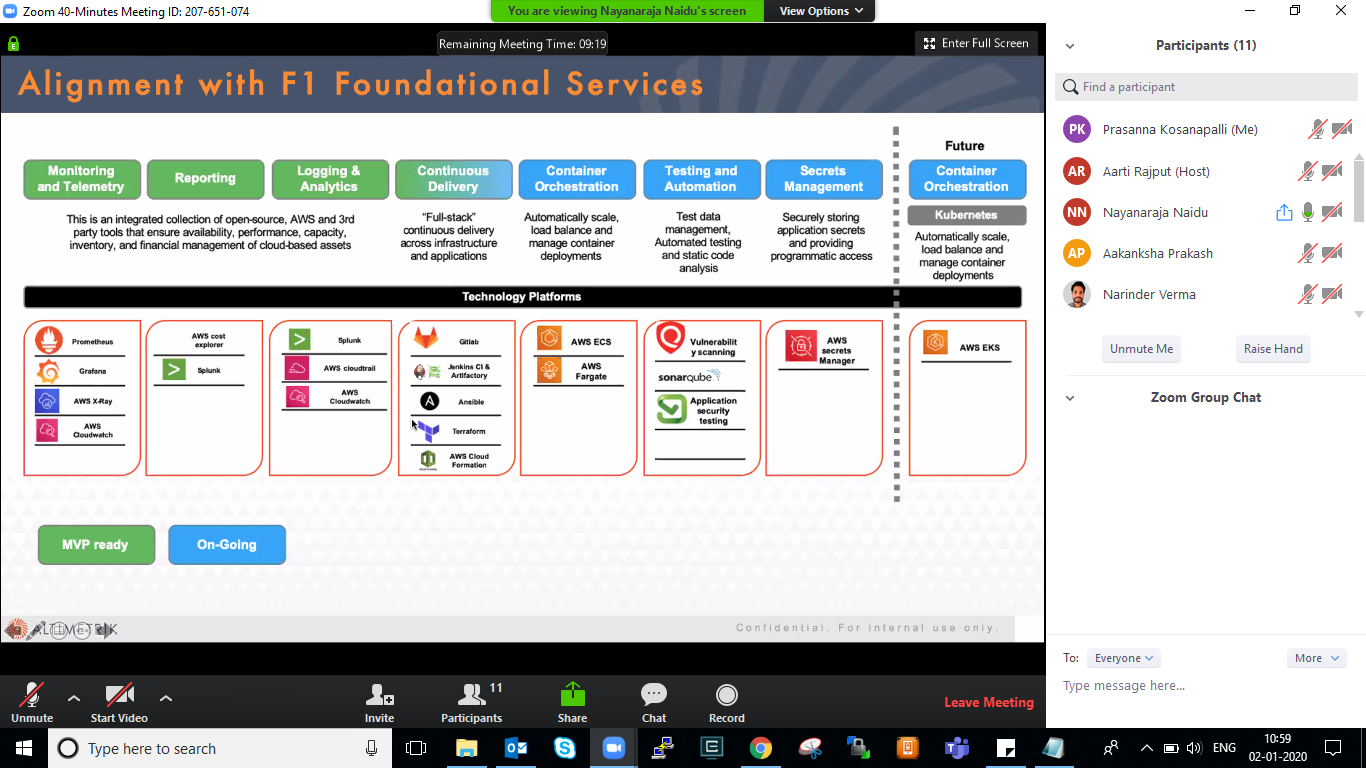 Zoom 40-Minutes Meeting ID: 207-651-074
You are viewing Nayanaraja Naidu's screen
View Options
Remaining Meeting Time: 09:19
Enter Full Screen
Alignment with F1 Foundational Services
Future
Monitoring
and Telemetry
Reporting
Logging &
Analytics
Continuous
Delivery
Container
Orchestration
Testing and
Automation
Secrets
Management
Container
Orchestration
Kubernetes
This is an integrated collection of open-source, AWS and 3rd
party tools that ensure availability, performance, capacity,
inventory, and financial management of cloud-based assets
“Full-stack”
continuous delivery
across infrastructure
and applications
Automatically scale,
load balance and
manage container
deployments
Test data
management,
Automated testing
and static code
analysis
Securely storing
application secrets
and providing
programmatic access
Automatically scale,
load balance and
manage container
deployments
Technology Platforms
Prometheus
Grafana
AWS X-Ray
AWS
Cloudwatch
AWS cost
explorer
Splunk
Splunk
AWS cloudtrail
AWS
Cloudwatch
Gitlab
Jenkins CI &
Artifactory
Ansible
Terraform
AWS Cloud
Formation
AWS ECS
AWS
Fargate
Vulnerabilit
y scanning
sonarqube
Application
security
testing
AWS
secrets
Manager
AWS EKS
MVP ready
On-Going
ALTIMETRIK
Confidential. For internal use only.
Participants (11)
Find a participant
PK
Prasanna Kosanapalli (Me)
AR
Aarti Rajput (Host)
NN
Nayanaraja Naidu
AP
Aakanksha Prakash
Narinder Verma
Unmute Me
Raise Hand
Zoom Group Chat
To:
Everyone
More
Type message here...
Unmute
Start Video
Invite
Participants
11
Share
Chat
Record
Leave Meeting
Type here to search
ENG
10:59
02-01-2020